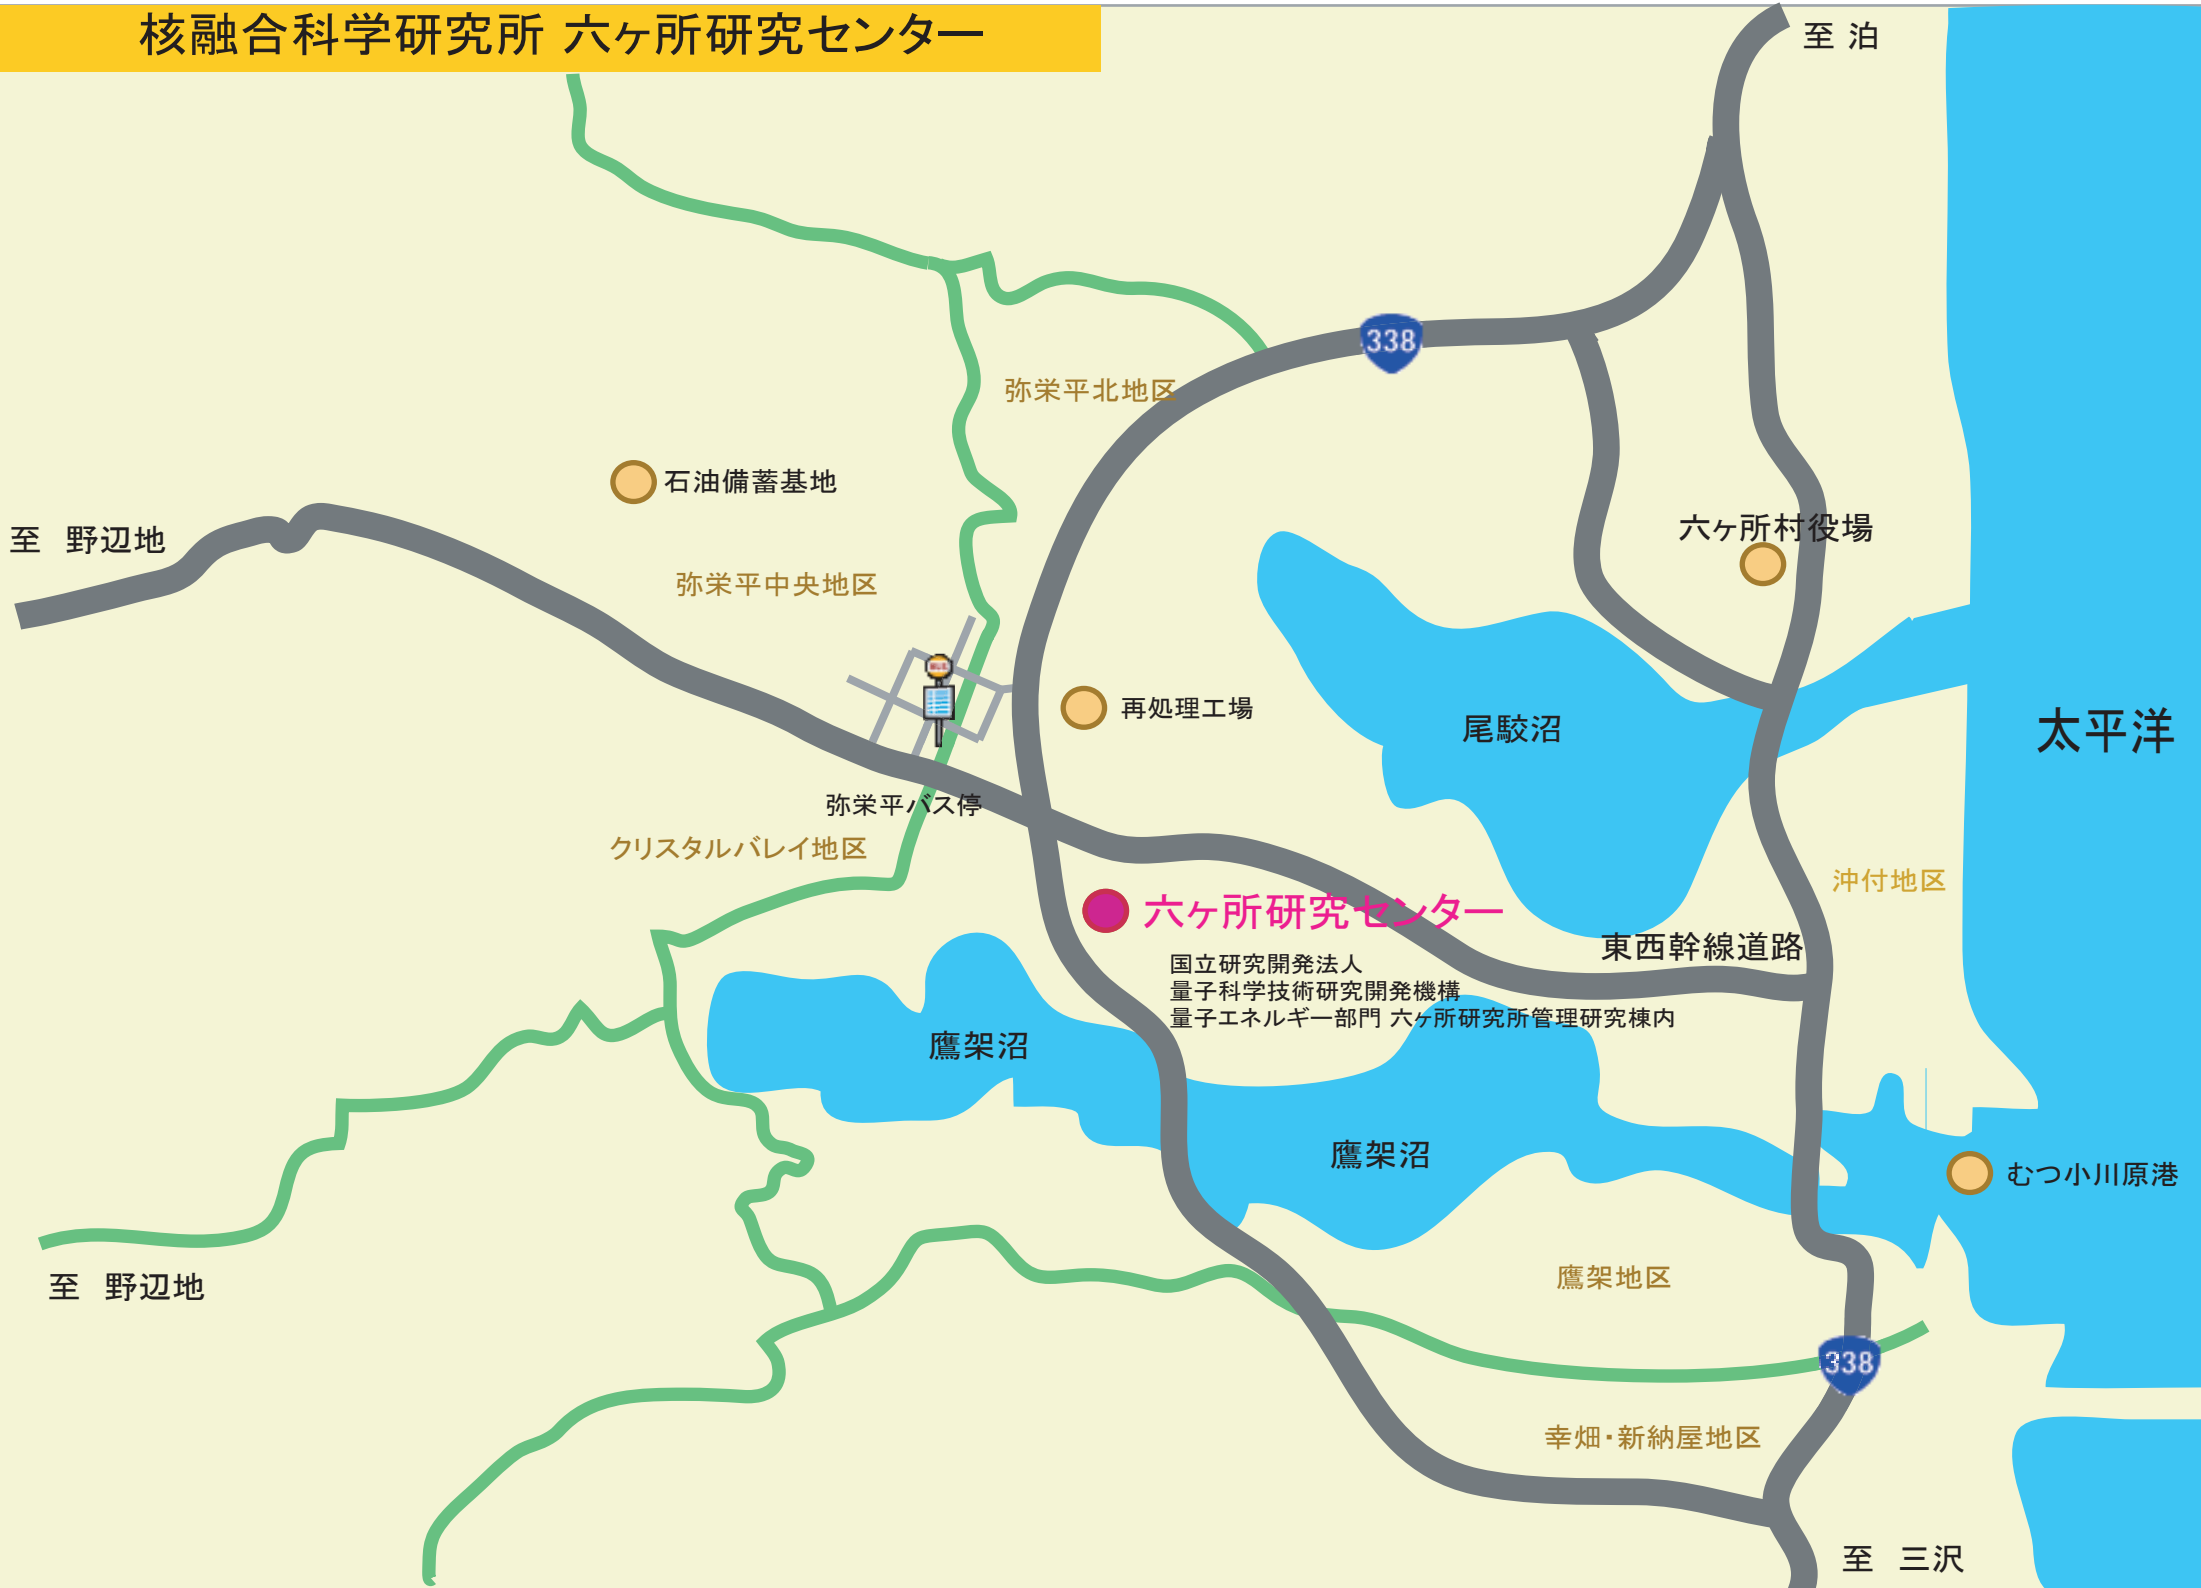 核融合科学研究所 六ヶ所研究センター
至 泊
338
弥栄平北地区
石油備蓄基地
至 野辺地
六ヶ所村役場
弥栄平中央地区
再処理工場
尾駮沼
太平洋
弥栄平バス停
クリスタルバレイ地区
沖付地区
六ヶ所研究センター
東西幹線道路
国立研究開発法人
量子科学技術研究開発機構
量子エネルギー部門 六ヶ所研究所管理研究棟内
鷹架沼
鷹架沼
むつ小川原港
至 野辺地
鷹架地区
338
幸畑・新納屋地区
至 三沢